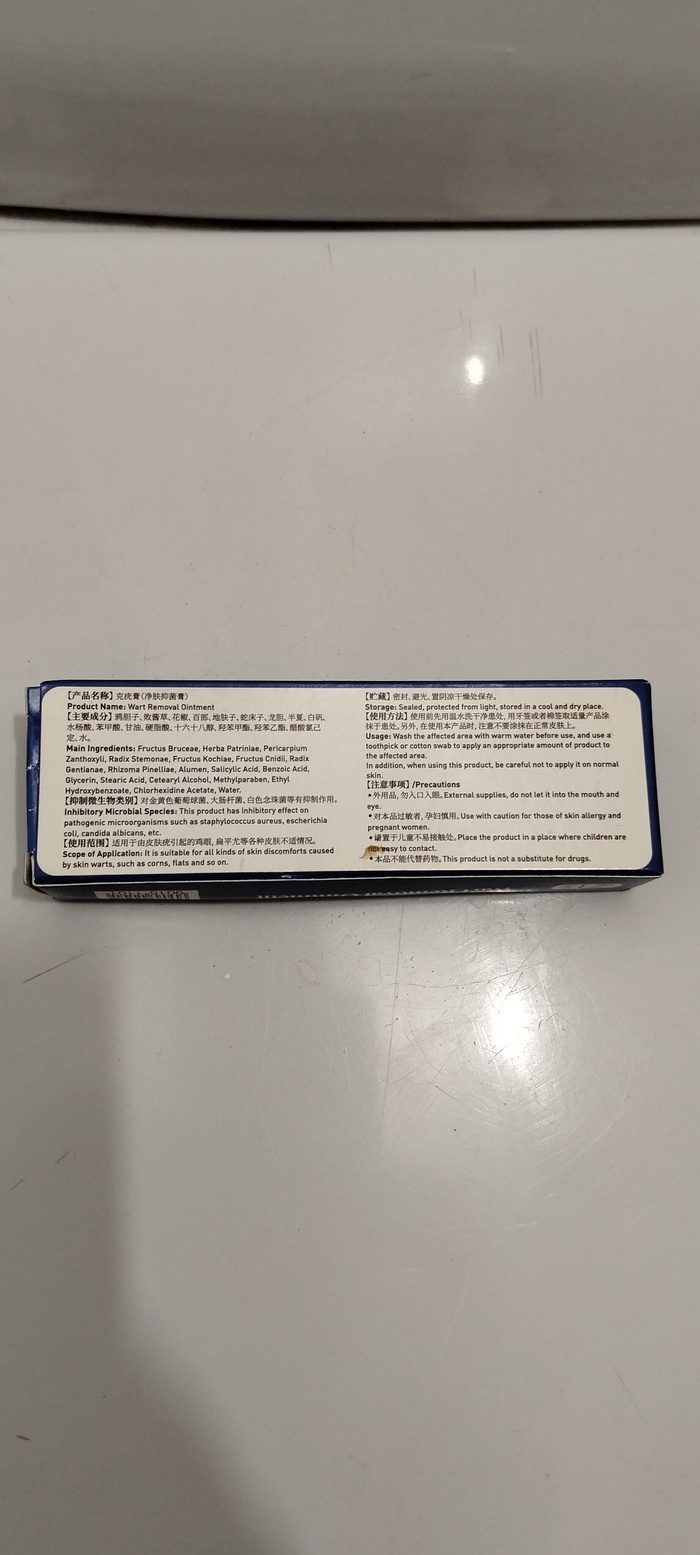 【产品名称】克疣膏(净肤抑菌膏)
Product Name: Wart Removal Ointment
【主要成分】鸦胆子、败酱草、花椒、百部、地肤子、蛇床子、龙胆、半夏、白矾、
水杨酸、苯甲酸、甘油、硬脂酸、十六十八醇、羟苯甲酯、羟苯乙酯、醋酸氯己
定、水。
Main Ingredients: Fructus Bruceae, Herba Patriniae, Pericarpium
Zanthoxyli, Radix Stemonae, Fructus Kochiae, Fructus Cnidii, Radix
Gentianae, Rhizoma Pinelliae, Alumen, Salicylic Acid, Benzoic Acid,
Glycerin, Stearic Acid, Cetearyl Alcohol, Methylparaben, Ethyl
Hydroxybenzoate, Chlorhexidine Acetate, Water.
【抑制微生物类别】对金黄色葡萄球菌、大肠杆菌、白色念珠菌等有抑制作用。
Inhibitory Microbial Species: This product has inhibitory effect on
pathogenic microorganisms such as staphylococcus aureus, escherichia
coli, candida albicans, etc.
【使用范围】适用于由皮肤疣引起的鸡眼, 扁平尤等各种皮肤不适情况。
Scope of Application: It is suitable for all kinds of skin discomforts caused
by skin warts, such as corns, flats and so on.
【贮藏】密封、避光、置阴凉干燥处保存。
Storage: Sealed, protected from light, stored in a cool and dry place.
【使用方法】使用前先用温水洗干净患处, 用牙签或者棉签取适量产品涂
抹于患处。另外, 在使用本产品时, 注意不要涂抹在正常皮肤上。
Usage: Wash the affected area with warm water before use, and use a
toothpick or cotton swab to apply an appropriate amount of product to
the affected area.
In addition, when using this product, be careful not to apply it on normal
skin.
【注意事项】/Precautions
•外用品, 勿入口入眼。External supplies, do not let it into the mouth and
eye.
•对本品过敏者, 孕妇慎用。Use with caution for those of skin allergy and
pregnant women.
•请置于儿童不易接触处。Place the product in a place where children are
not easy to contact.
•本品不能代替药物。This product is not a substitute for drugs.